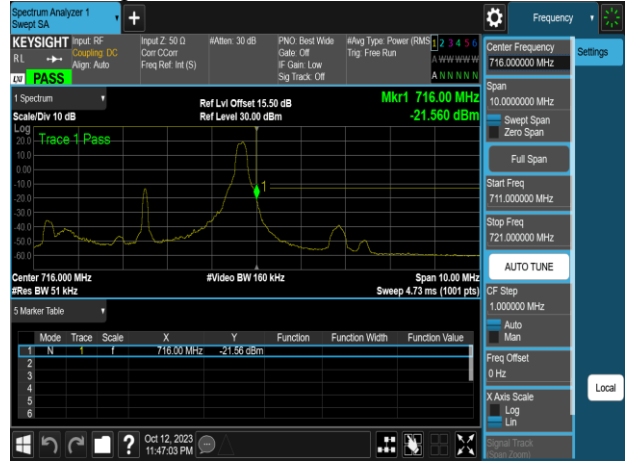 Spectrum Analyzer 1
Swept SA
+
Frequency
KEYSIGHT
RL
LXI PASS
Input: RF
Coupling: DC
Align: Auto
Input Z: 50 Ω
Corr CCorr
Freq Ref: Int (S)
#Atten: 30 dB
PNO: Best Wide
Gate: Off
IF Gain: Low
Sig Track: Off
#Avg Type: Power (RMS
Trig: Free Run
1 2 3 4 5 6
A W W W W W
A N N N N N
1 Spectrum
Scale/Div 10 dB
Ref Lvl Offset 15.50 dB
Ref Level 30.00 dBm
Mkr1 716.00 MHz
-21.560 dBm
Log
Trace 1 Pass
20.0
10.0
0.00
-10.0
-20.0
-30.0
-40.0
-50.0
-60.0
1
Center 716.000 MHz
#Res BW 51 kHz
#Video BW 160 kHz
Span 10.00 MHz
Sweep 4.73 ms (1001 pts)
5 Marker Table
Mode Trace Scale X Y Function Function Width Function Value
1 N 1 f 716.00 MHz -21.56 dBm
2
3
4
5
6
?
Oct 12, 2023
11:47:03 PM
Center Frequency
716.000000 MHz
Settings
Span
10.0000000 MHz
Swept Span
Zero Span
Full Span
Start Freq
711.000000 MHz
Stop Freq
721.000000 MHz
AUTO TUNE
CF Step
1.000000 MHz
Auto
Man
Freq Offset
0 Hz
X Axis Scale
Log
Lin
Local
Signal Track
(Span Zoom)